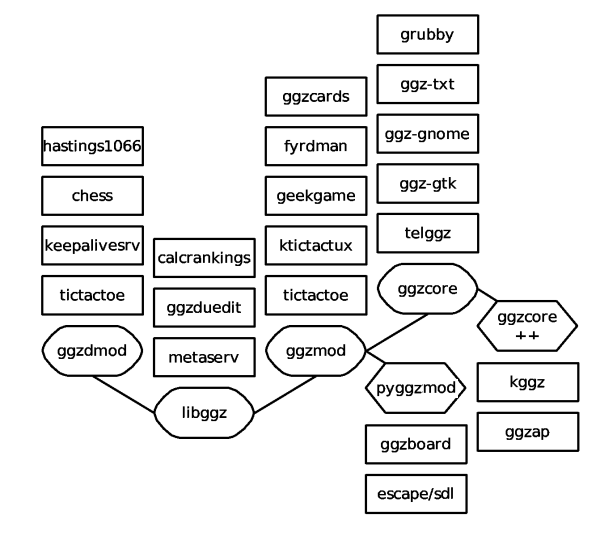 grubby
ggz-txt
ggzcards
ggz-gnome
hastings1066
fyrdman
ggz-gtk
chess
geekgame
telggz
keepalivesrv
ktictactux
calcrankings
ggzcore
tictactoe
tictactoe
ggzduedit
ggzcore
++
ggzdmod
ggzmod
metaserv
kggz
pyggzmod
libggz
ggzap
ggzboard
escape/sdl